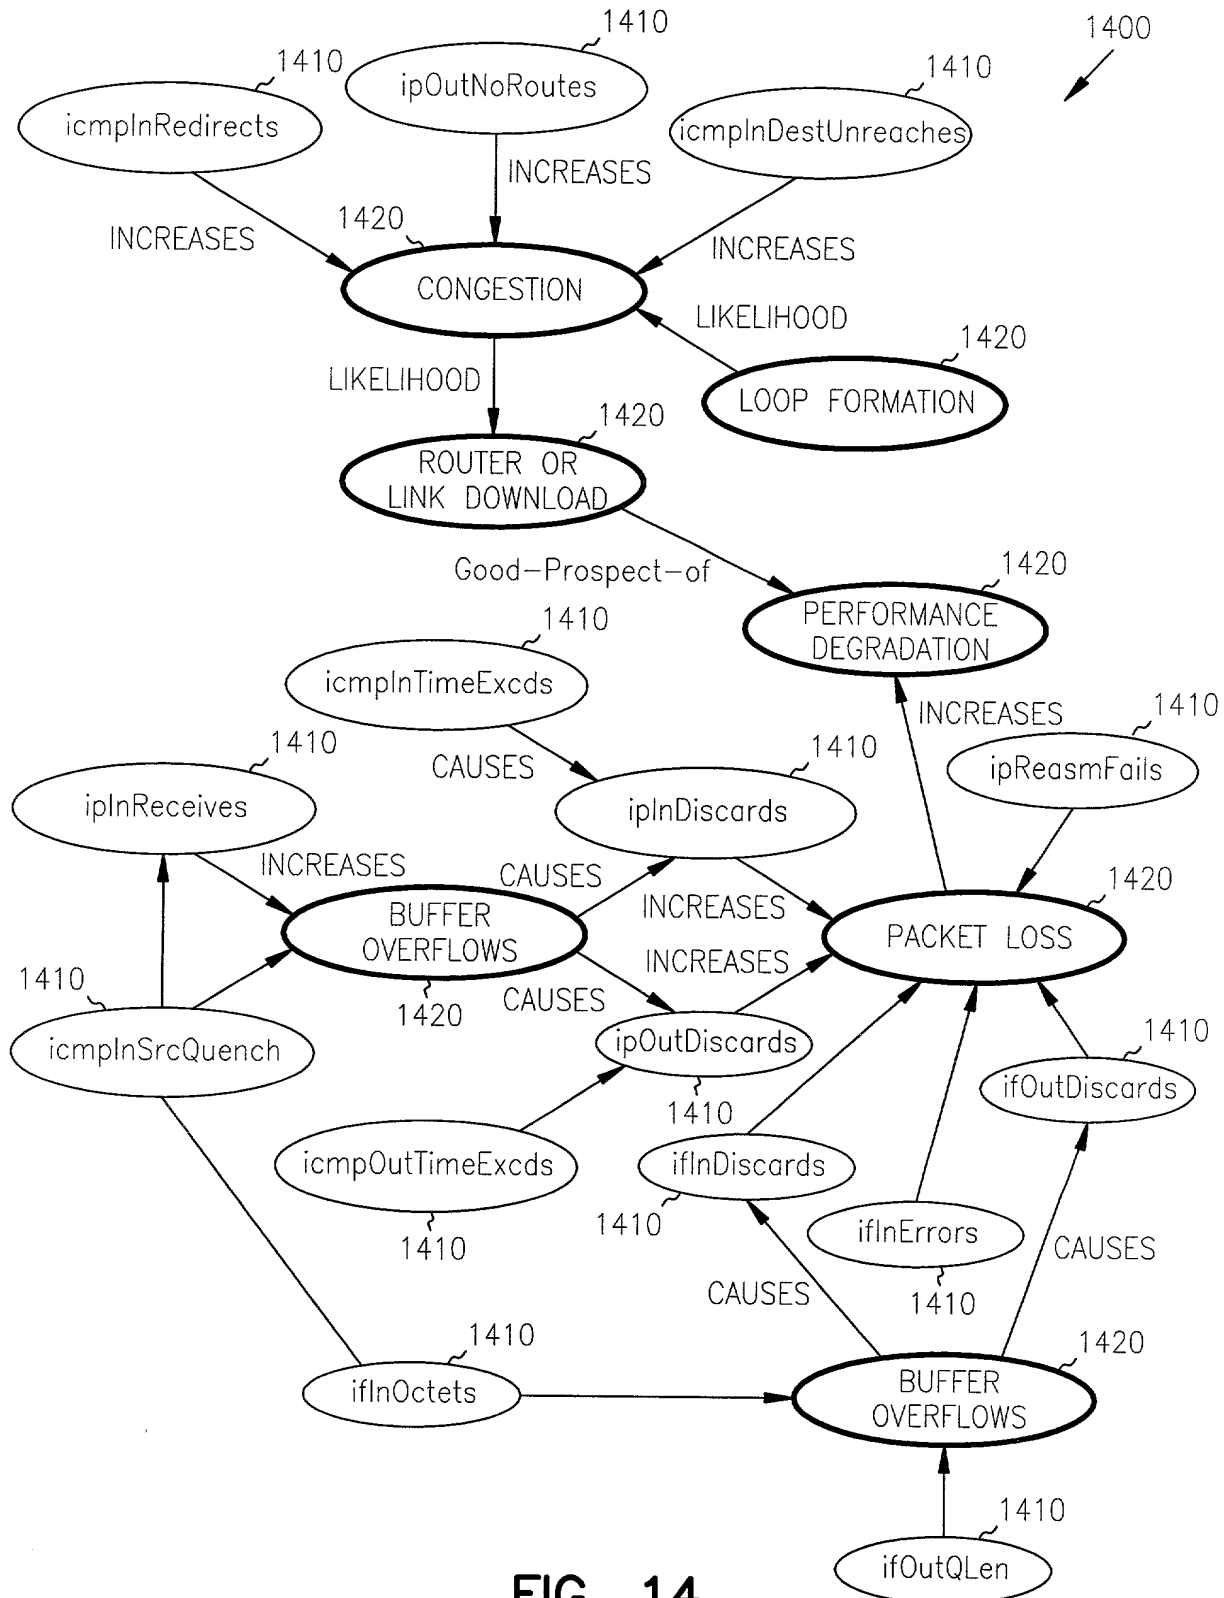 1410
1400
1410
ipOutNoRoutes
1410
icmpInRedirects
icmpInDestUnreaches
INCREASES
1420
INCREASES
INCREASES
CONGESTION
LIKELIHOOD
1420
LIKELIHOOD
LOOP FORMATION
1420
ROUTER OR
LINK DOWNLOAD
Good-Prospect-of
1420
PERFORMANCE
DEGRADATION
1410
icmpInTimeExcds
INCREASES
1410
CAUSES
1410
1410
ipReasmFails
ipInReceives
ipInDiscards
INCREASES
CAUSES
INCREASES
1420
BUFFER
OVERFLOWS
PACKET LOSS
INCREASES
CAUSES
1410
1420
icmpInSrcQuench
ipOutDiscards
1410
1410
ifOutDiscards
icmpOutTimeExcds
ifInDiscards
1410
1410
ifInErrors
CAUSES
1410
CAUSES
1410
1420
ifInOctets
BUFFER
OVERFLOWS
1410
ifOutQLen
FIG. 14